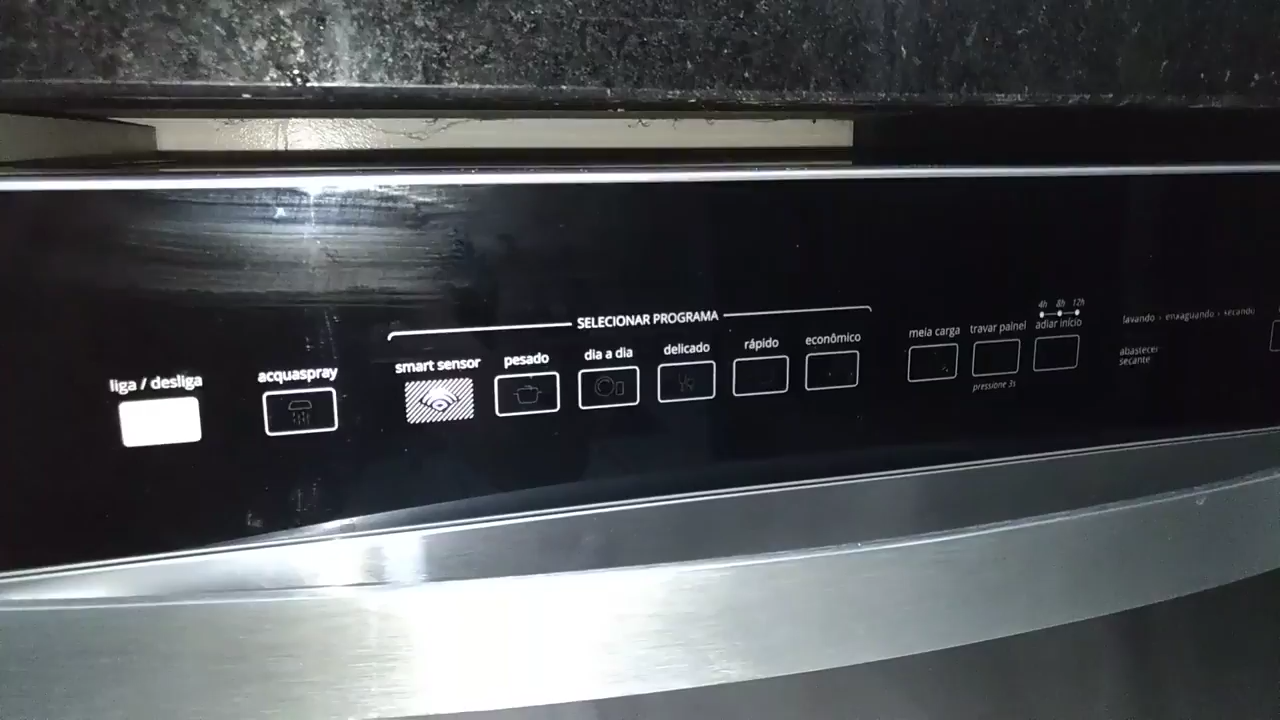 SELECIONAR PROGRAMA
liga / desliga
acquaspray
smart sensor
pesado
dia a dia
delicado
rápido
econômico
meia carga
travar painel
pressione 3s
4h 8h 12h
adiar início
lavando • enxaguando • secando
abastecer
secante